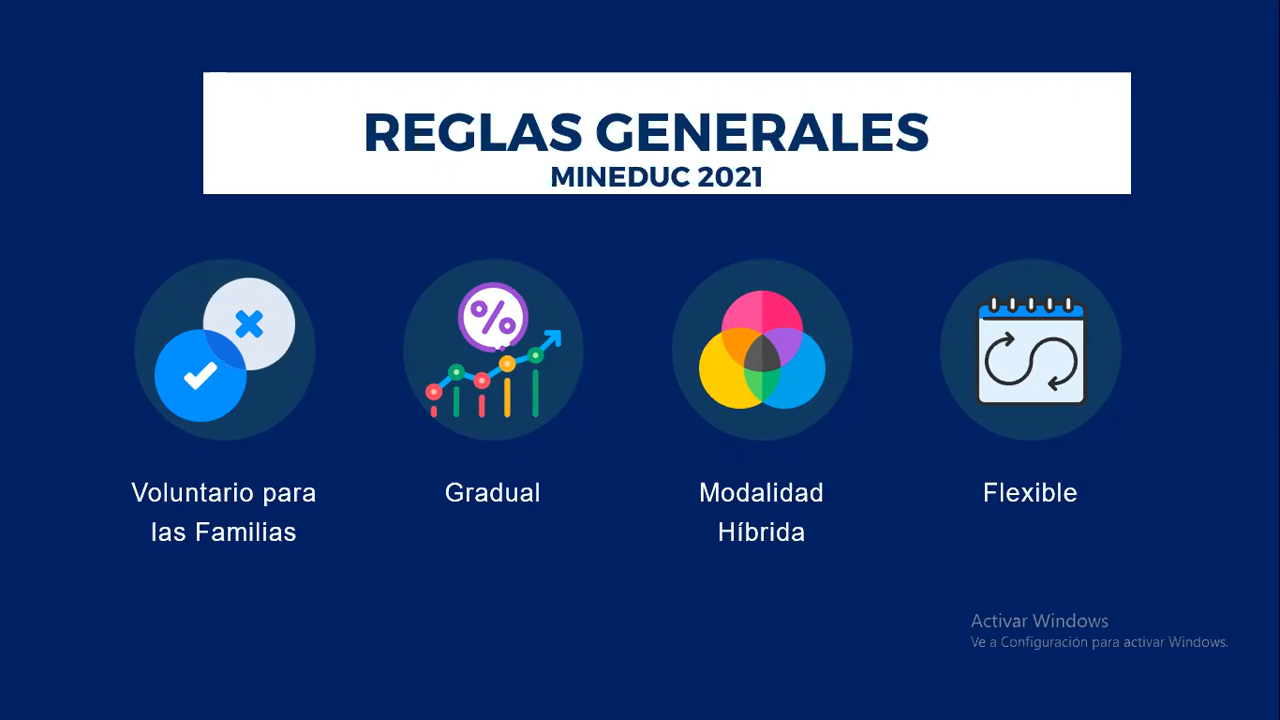 REGLAS GENERALES
MINEDUC 2021
%
Voluntario para
las Familias
Gradual
Modalidad
Híbrida
Flexible
Activar Windows
Ve a Configuración para activar Windows.